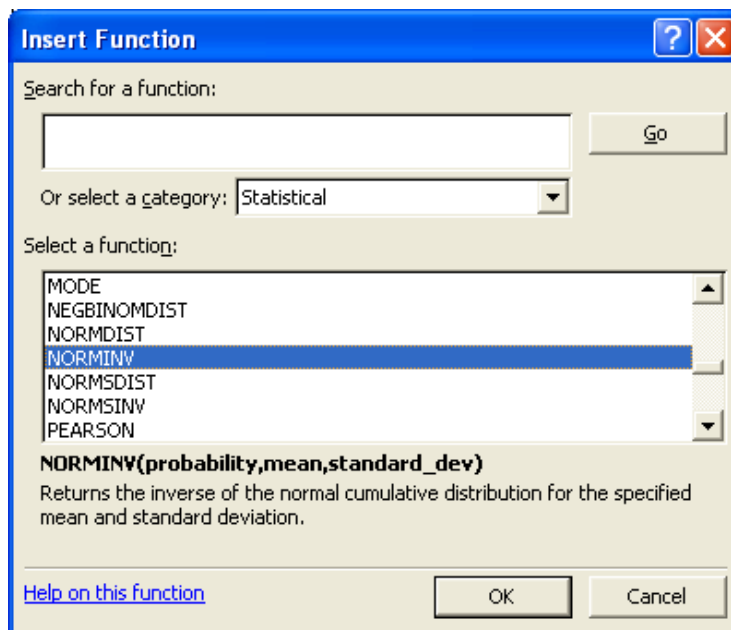 Insert Function
Search for a function:
Go
Or select a category: Statistical
Select a function:
MODE
NEGBINOMDIST
NORMDIST
NORMINV
NORMSDIST
NORMSINV
PEARSON
NORMINV(probability,mean,standard_dev)
Returns the inverse of the normal cumulative distribution for the specified
mean and standard deviation.
Help on this function
OK
Cancel